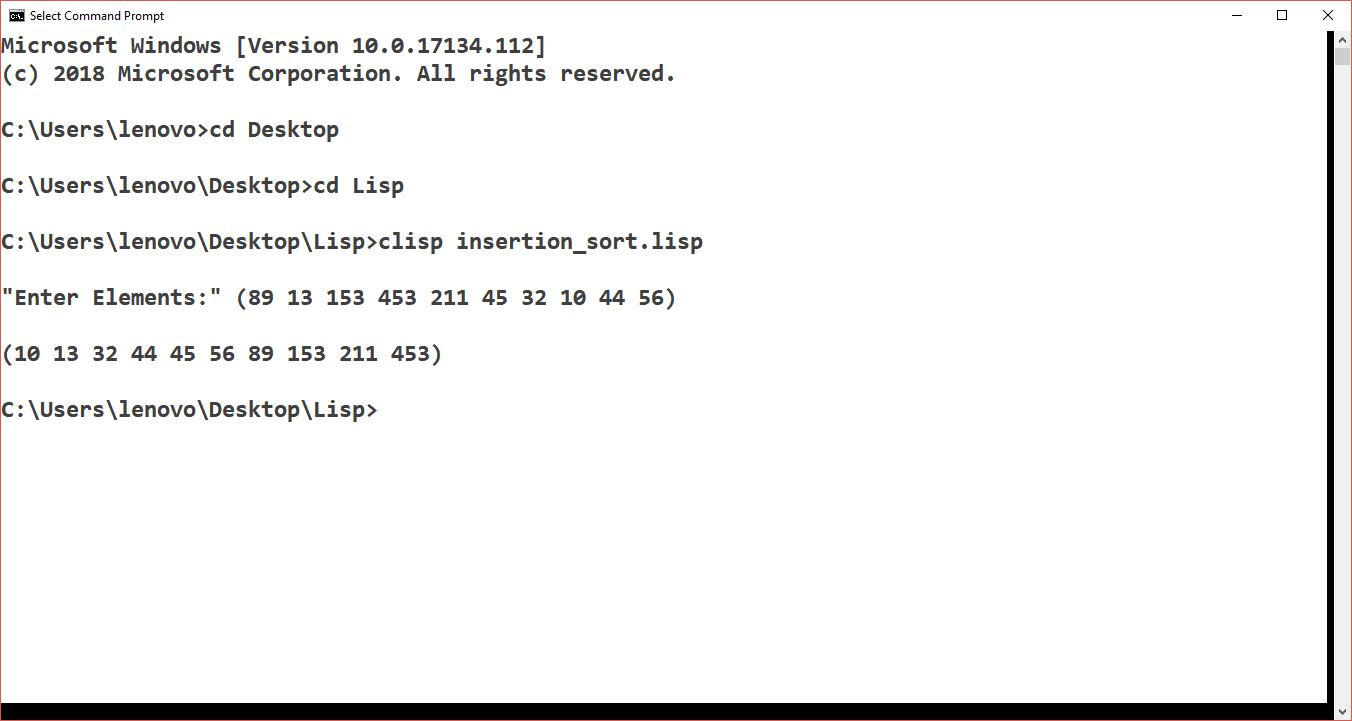 Select Command Prompt
Microsoft Windows [Version 10.0.17134.112]
(c) 2018 Microsoft Corporation. All rights reserved.
C:\Users\lenovo>cd Desktop
C:\Users\lenovo\Desktop>cd Lisp
C:\Users\lenovo\Desktop\Lisp>clisp insertion_sort.lisp
"Enter Elements:" (89 13 153 453 211 45 32 10 44 56)
(10 13 32 44 45 56 89 153 211 453)
C:\Users\lenovo\Desktop\Lisp>